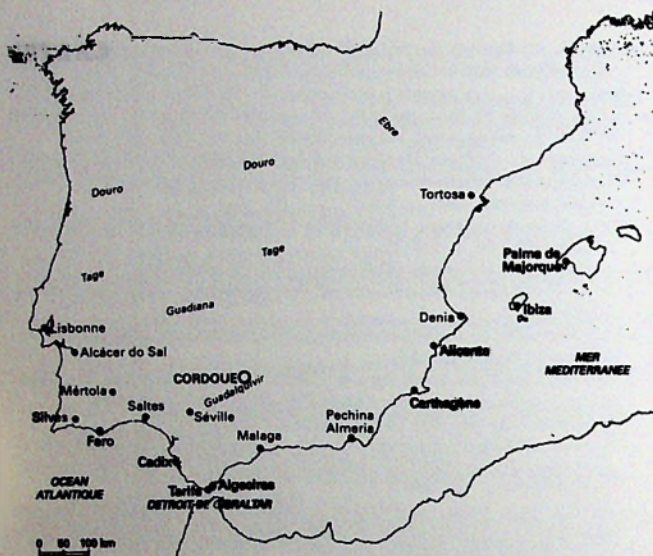 Ebre
Douro
Douro
Tortosa
Tage
Tage
Palma de
Majorque
Guadiana
Ibiza
Denia
Lisbonne
Alicante
Alcácer do Sal
MER
MEDITERRANEE
CORDOUE
Guadalquivir
Mértola
Carthagène
Saltes
Séville
Silves
Faro
Pechina
Almeria
Malaga
Cadix
OCEAN
ATLANTIQUE
Tarifa
Algesiras
DETROIT DE GIBRALTAR
0 50 100 km